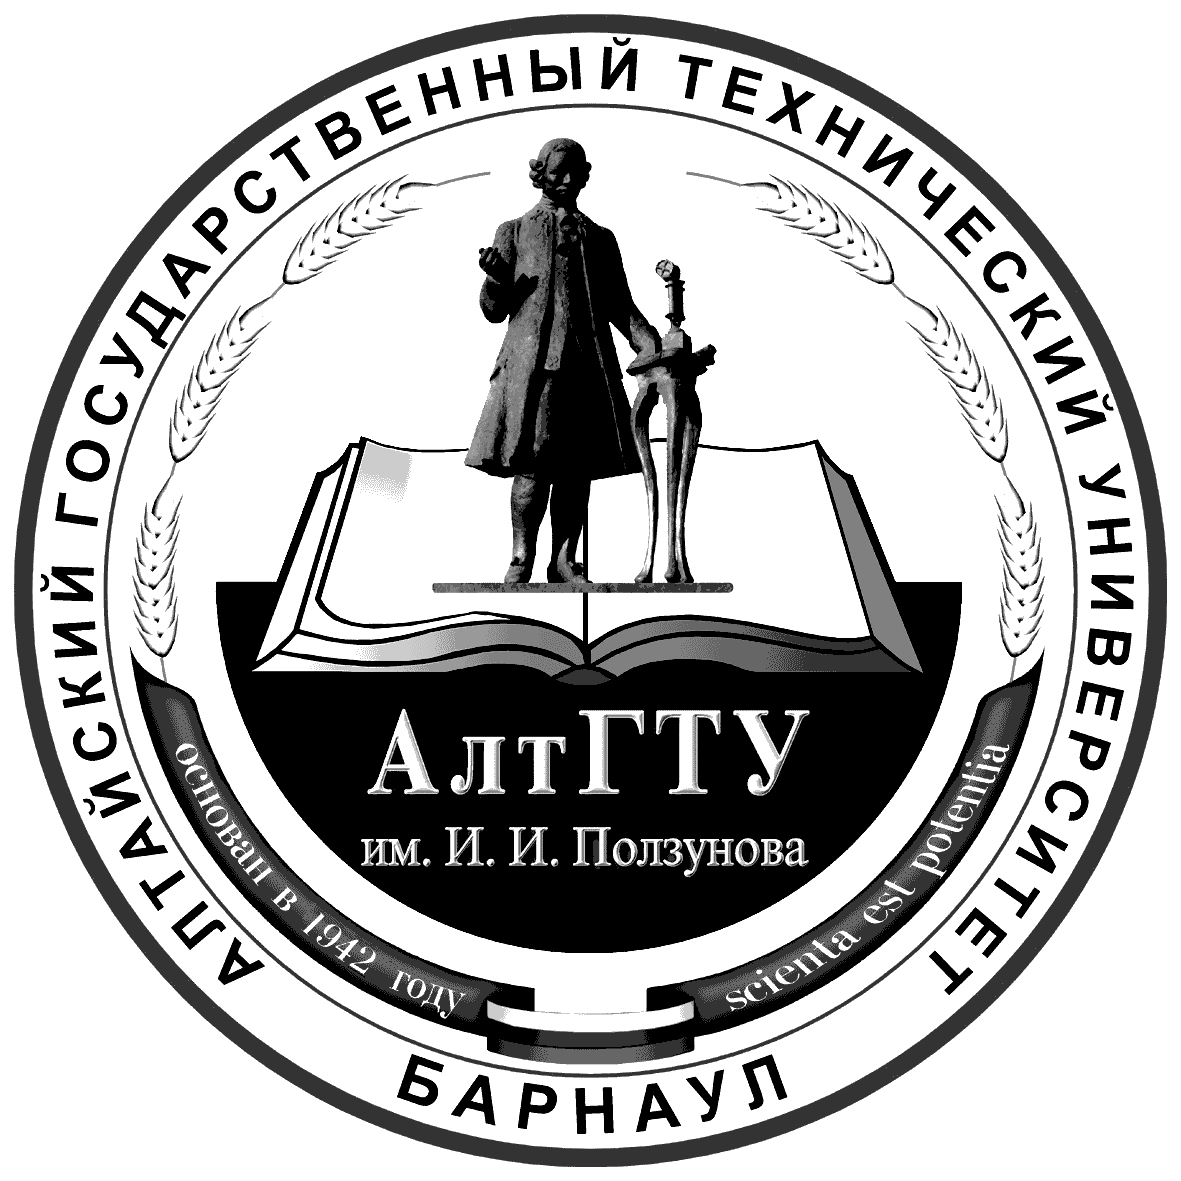 АЛТАЙСКИЙ ГОСУДАРСТВЕННЫЙ ТЕХНИЧЕСКИЙ УНИВЕРСИТЕТ
АлтГТУ
им. И. И. Ползунова
основан в 1942 году
scienta est potentia
БАРНАУЛ